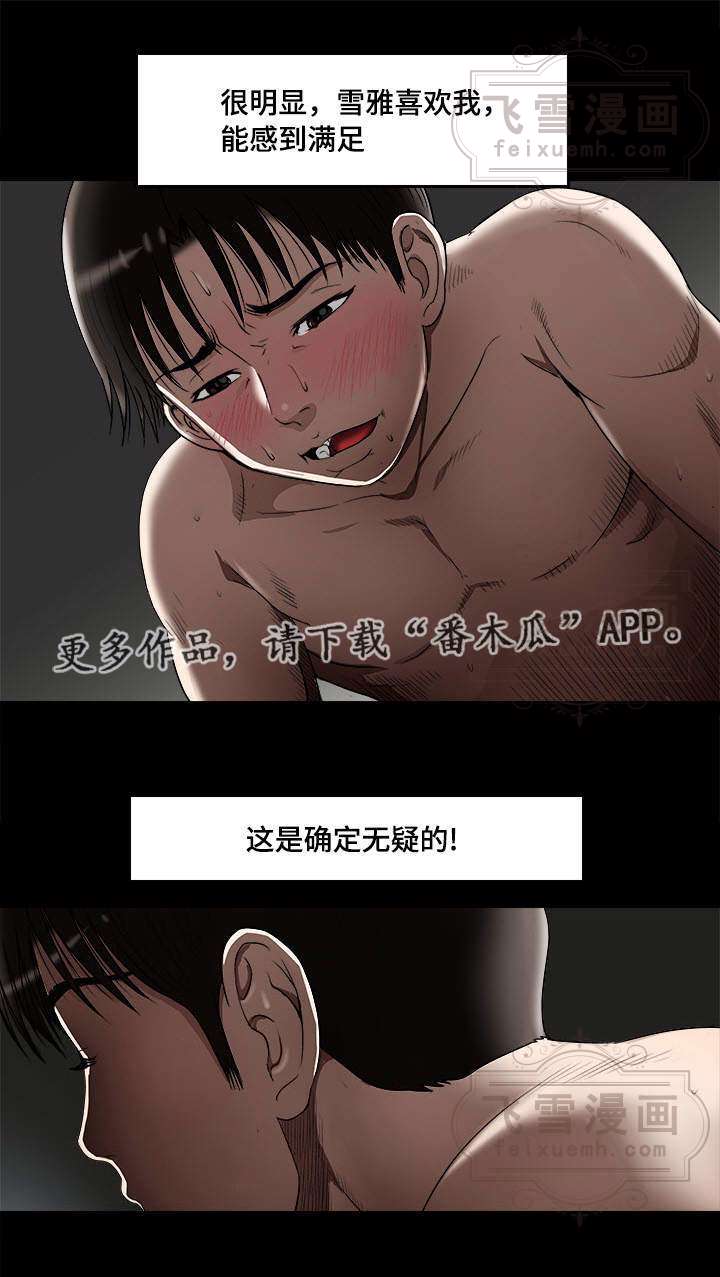 很明显，雪雅喜欢我，
能感到满足
飞雪漫画
feixuemh.com
更多作品，请下载“番木瓜”APP。
这是确定无疑的!
飞雪漫画
feixuemh.com